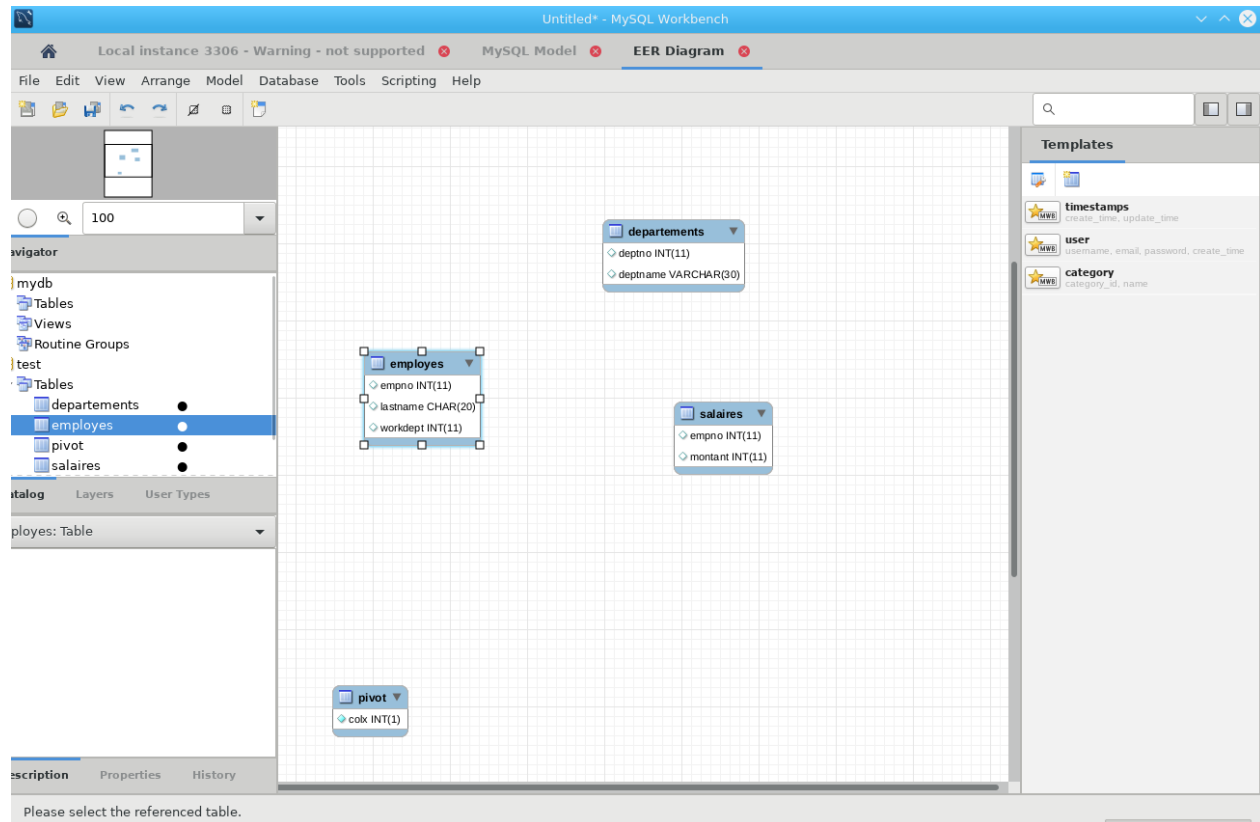 Untitled* - MySQL Workbench
Local instance 3306 - Warning - not supported MySQL Model EER Diagram
File Edit View Arrange Model Database Tools Scripting Help
100
avigator
mydb
Tables
Views
Routine Groups
test
Tables
departements
employes
pivot
salaires
atalog Layers User Types
ployes: Table
escription Properties History
departements
deptno INT(11)
deptname VARCHAR(30)
employes
empno INT(11)
lastname CHAR(20)
workdept INT(11)
salaires
empno INT(11)
montant INT(11)
pivot
colx INT(1)
Templates
MWB timestamps
create_time, update_time
MWB user
username, email, password, create_time
MWB category
category_id, name
Please select the referenced table.